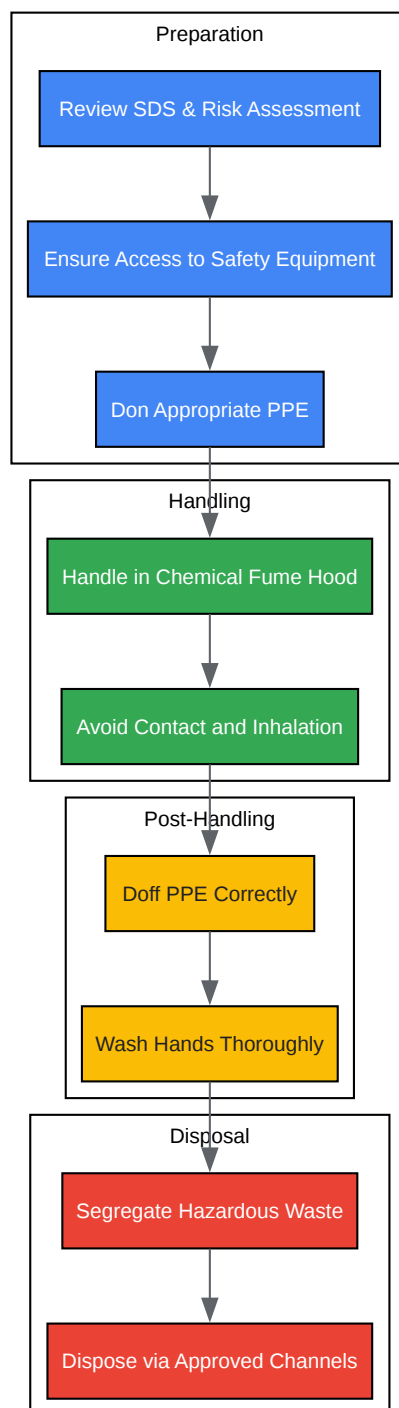 Preparation
Review SDS & Risk Assessment
Ensure Access to Safety Equipment
Don Appropriate PPE
Handling
Handle in Chemical Fume Hood
Avoid Contact and Inhalation
Post-Handling
Doff PPE Correctly
Wash Hands Thoroughly
Disposal
Segregate Hazardous Waste
Dispose via Approved Channels